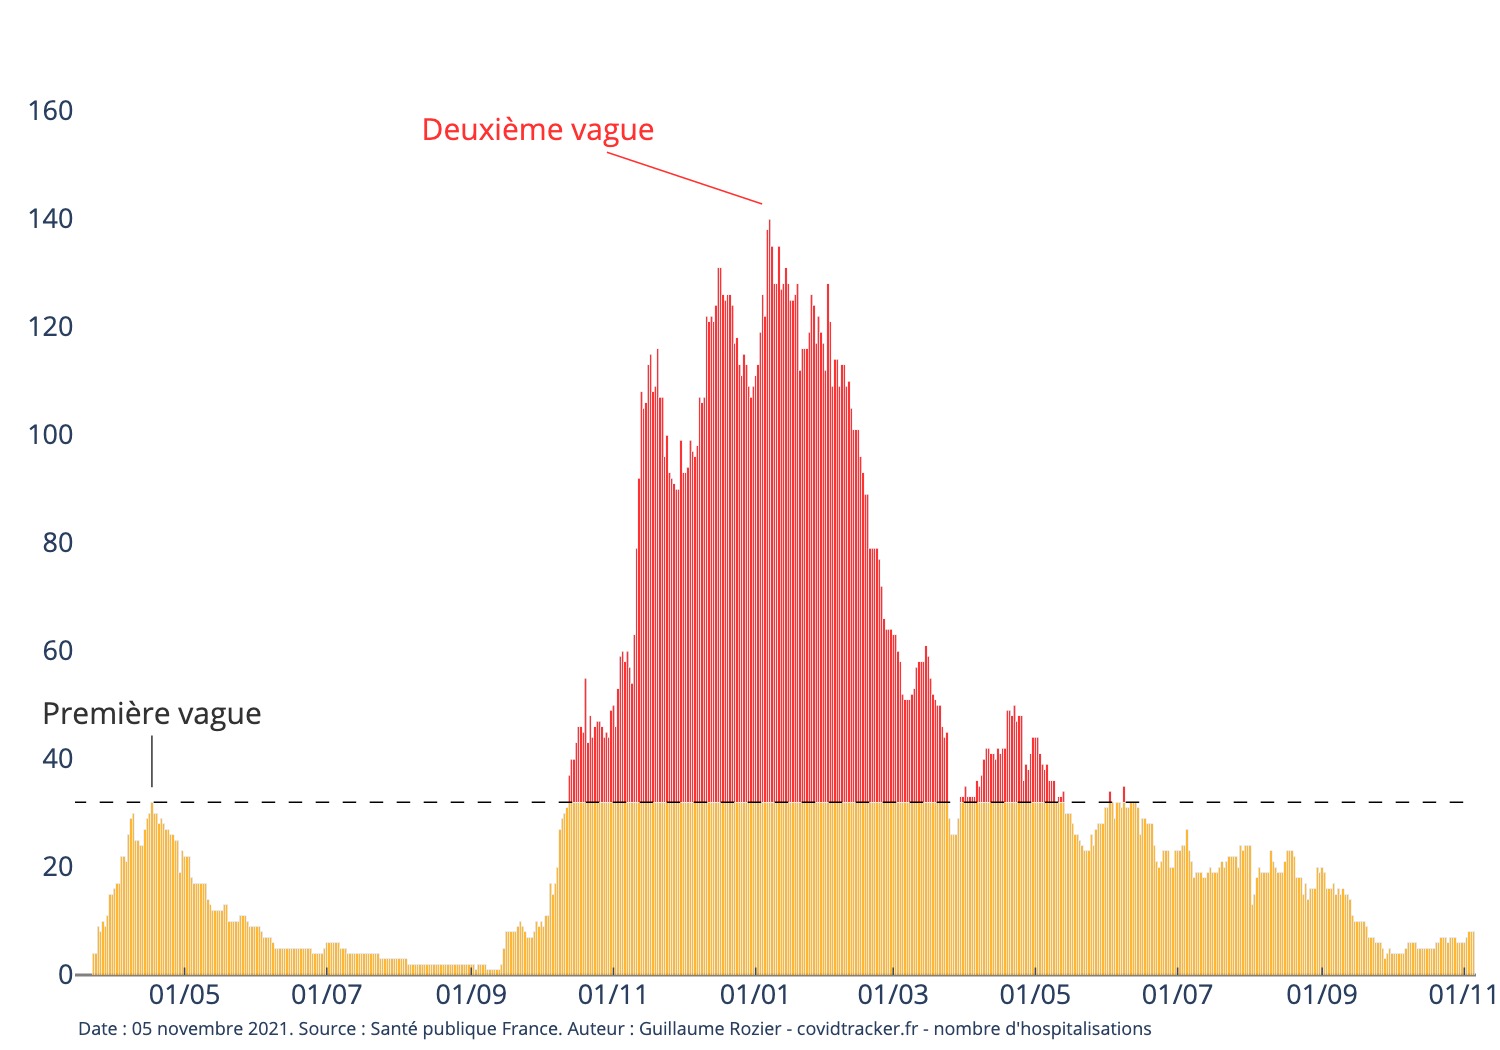 160
Deuxième vague
140
120
100
80
60
Première vague
40
20
0
01/05 01/07 01/09 01/11 01/01 01/03 01/05 01/07 01/09 01/11
Date : 05 novembre 2021. Source : Santé publique France. Auteur : Guillaume Rozier - covidtracker.fr - nombre d'hospitalisations